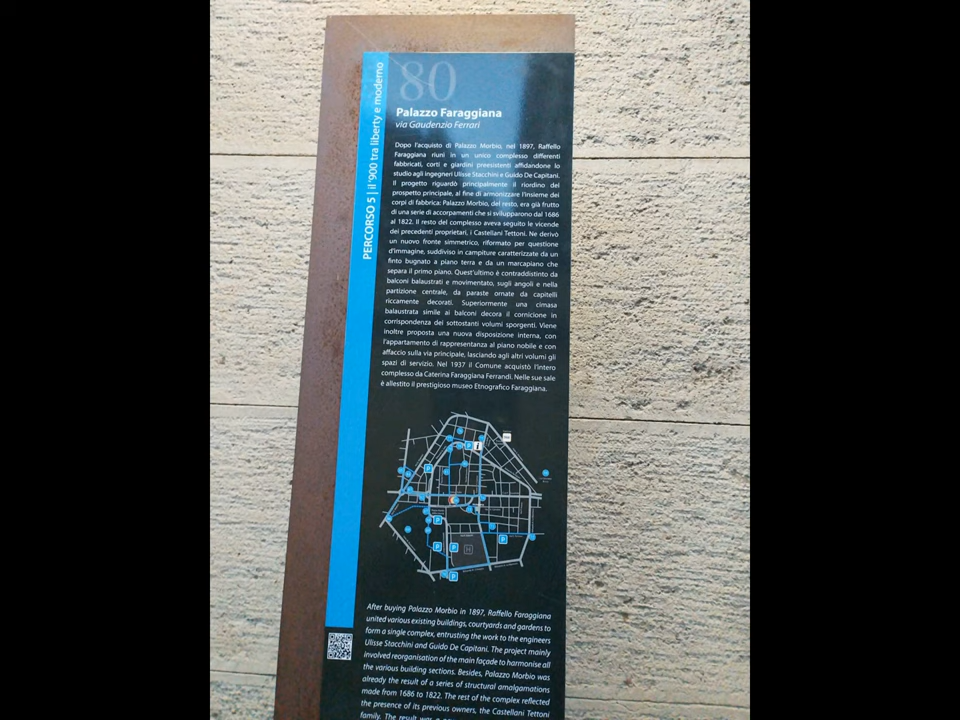 80
Palazzo Faraggiana
via Gaudenzio Ferrari
PERCORSO 5 | il '900 tra liberty e moderno
Dopo l'acquisto di Palazzo Morbio, nel 1897, Raffello
Faraggiana riunì in un unico complesso differenti
fabbricati, corti e giardini preesistenti affidandone lo
studio agli ingegneri Ulisse Stacchini e Guido De Capitani.
Il progetto riguardò principalmente il riordino del
prospetto principale, al fine di armonizzare l'insieme dei
corpi di fabbrica: Palazzo Morbio, del resto, era già frutto
di una serie di accorpamenti che si svilupparono dal 1686
al 1822. Il resto del complesso aveva seguito le vicende
dei precedenti proprietari, i Castellani Tettoni. Ne derivò
un nuovo fronte simmetrico, riformato per questione
d'immagine, suddiviso in campiture caratterizzate da un
finto bugnato a piano terra e da un marcapiano che
separa il primo piano. Quest'ultimo è contraddistinto da
balconi balaustrati e movimentato, sugli angoli e nella
partizione centrale, da paraste ornate da capitelli
riccamente decorati. Superiormente una cimasa
balaustrata simile ai balconi decora il cornicione in
corrispondenza dei sottostanti volumi sporgenti. Viene
inoltre proposta una nuova disposizione interna, con
l'appartamento di rappresentanza al piano nobile e con
affaccio sulla via principale, lasciando agli altri volumi gli
spazi di servizio. Nel 1937 il Comune acquistò l'intero
complesso da Caterina Faraggiana Ferrandi. Nelle sue sale
è allestito il prestigioso museo Etnografico Faraggiana.
P
i
P
P
P
P
P
H
P
After buying Palazzo Morbio in 1897, Raffello Faraggiana
united various existing buildings, courtyards and gardens to
form a single complex, entrusting the work to the engineers
Ulisse Stacchini and Guido De Capitani. The project mainly
involved reorganisation of the main façade to harmonise all
the various building sections. Besides, Palazzo Morbio was
already the result of a series of structural amalgamations
made from 1686 to 1822. The rest of the complex reflected
the presence of its previous owners, the Castellani Tettoni
family. The result was a